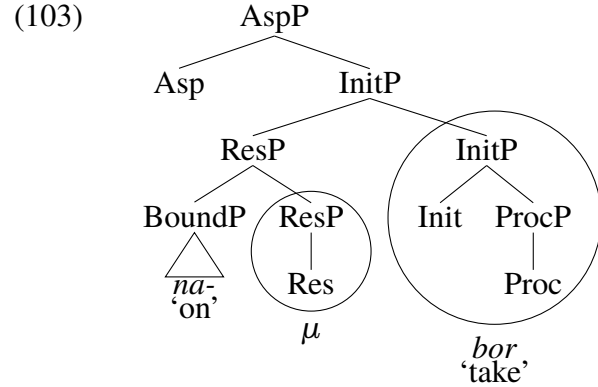 (103) AspP
Asp InitP
ResP InitP
BoundP ResP Init ProcP
na-
‘on’
Res Proc
μ
bor
‘take’